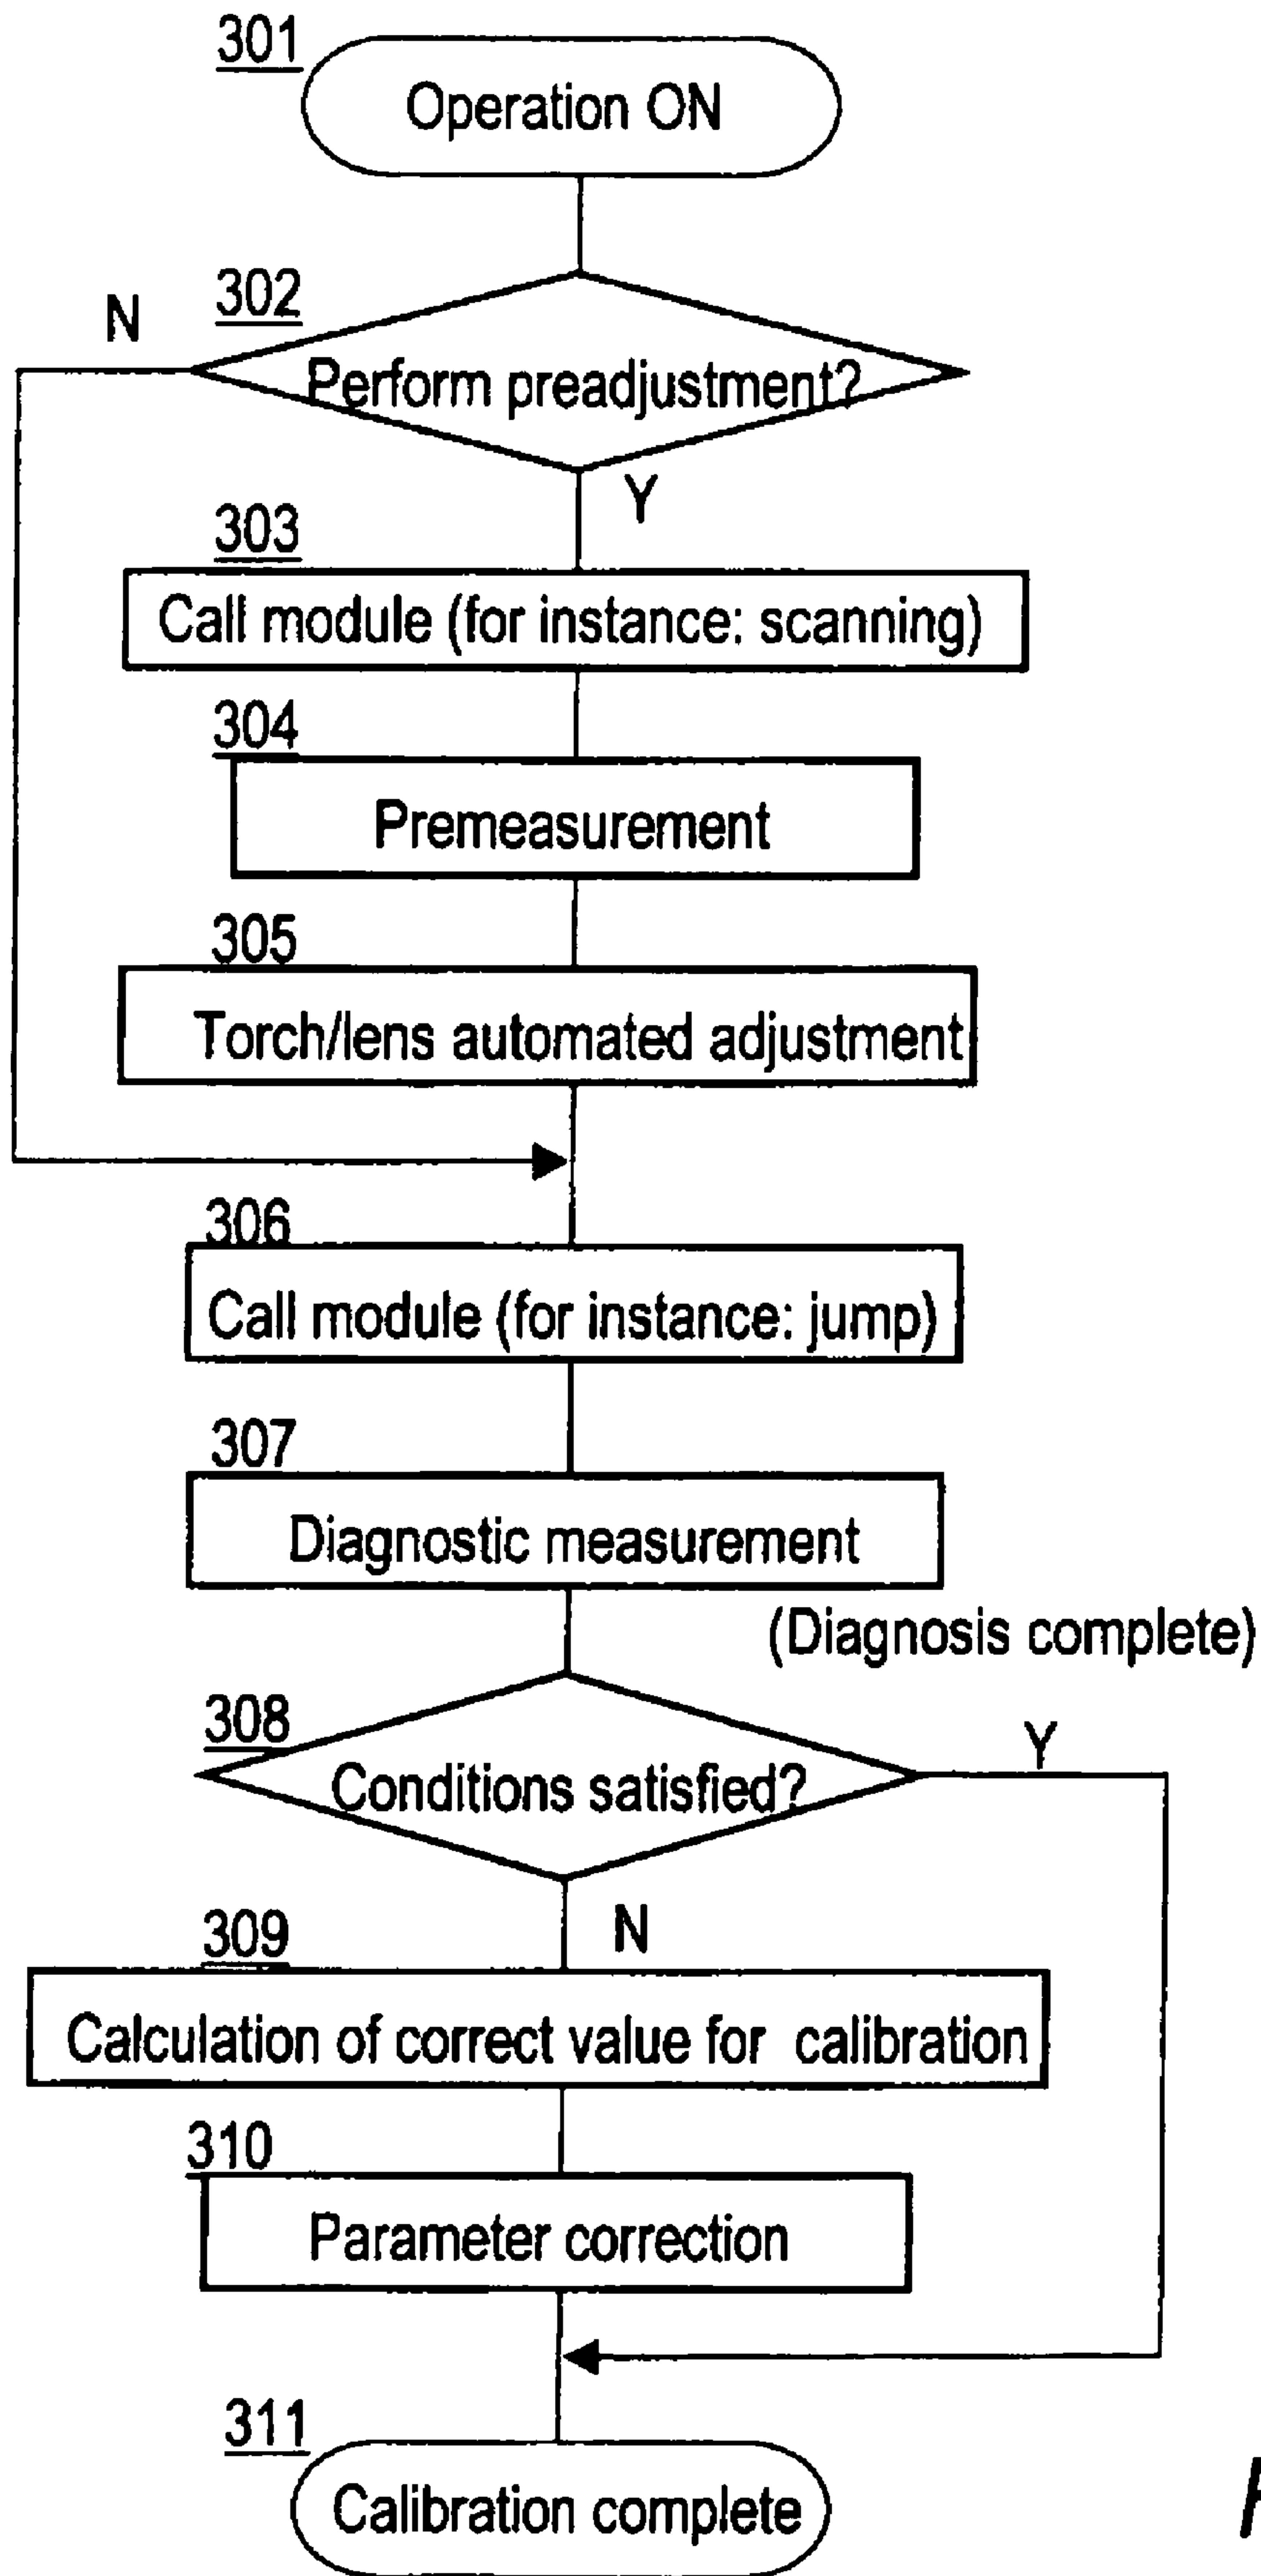 301
Operation ON
302
N
Perform preadjustment?
Y
303
Call module (for instance: scanning)
304
Premeasurement
305
Torch/lens automated adjustment
306
Call module (for instance: jump)
307
Diagnostic measurement
(Diagnosis complete)
308
Y
Conditions satisfied?
N
309
Calculation of correct value for calibration
310
Parameter correction
311
Calibration complete